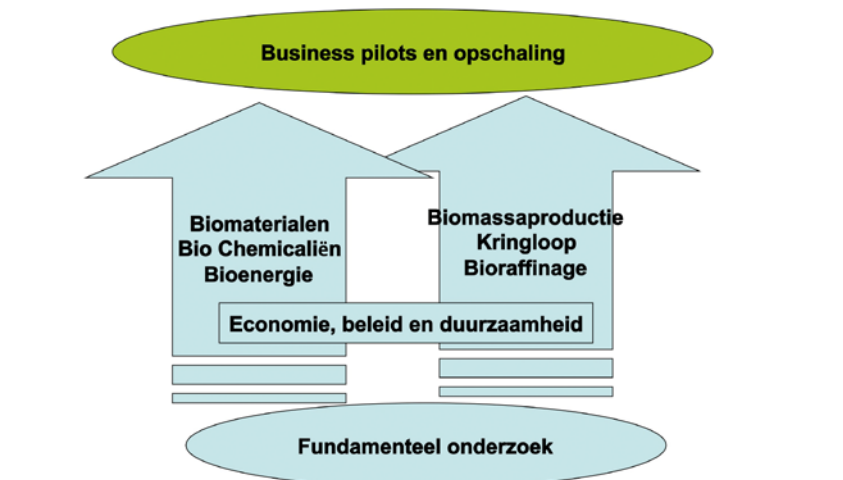 Business pilots en opschaling
Biomaterialen
Bio Chemicaliën
Bioenergie
Biomassaproductie
Kringloop
Bioraffinage
Economie, beleid en duurzaamheid
Fundamenteel onderzoek